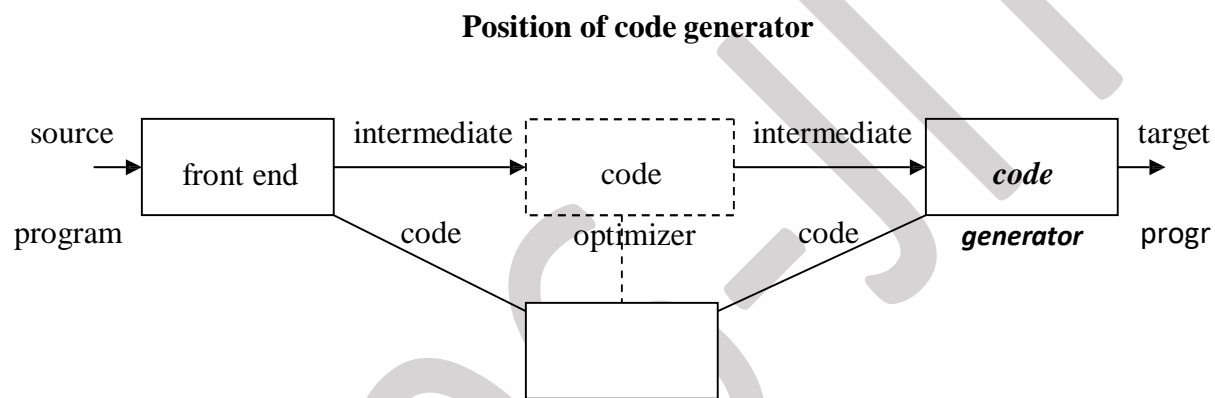 Position of code generator
source intermediate intermediate target
front end code code
program code optimizer code generator progr